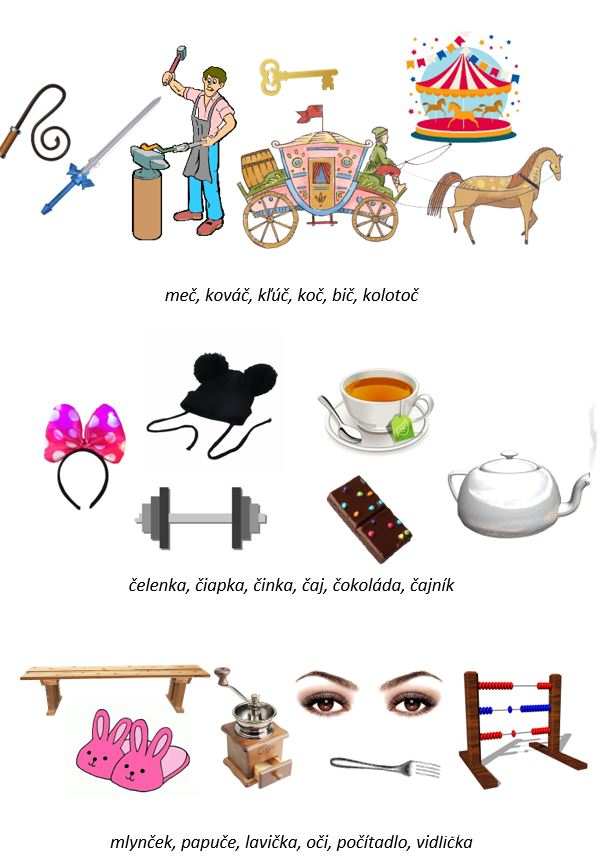 meč, kováč, kľúč, koč, bič, kolotoč
čelenka, čiapka, činka, čaj, čokoláda, čajník
mlynček, papuče, lavička, oči, počítadlo, vidlička